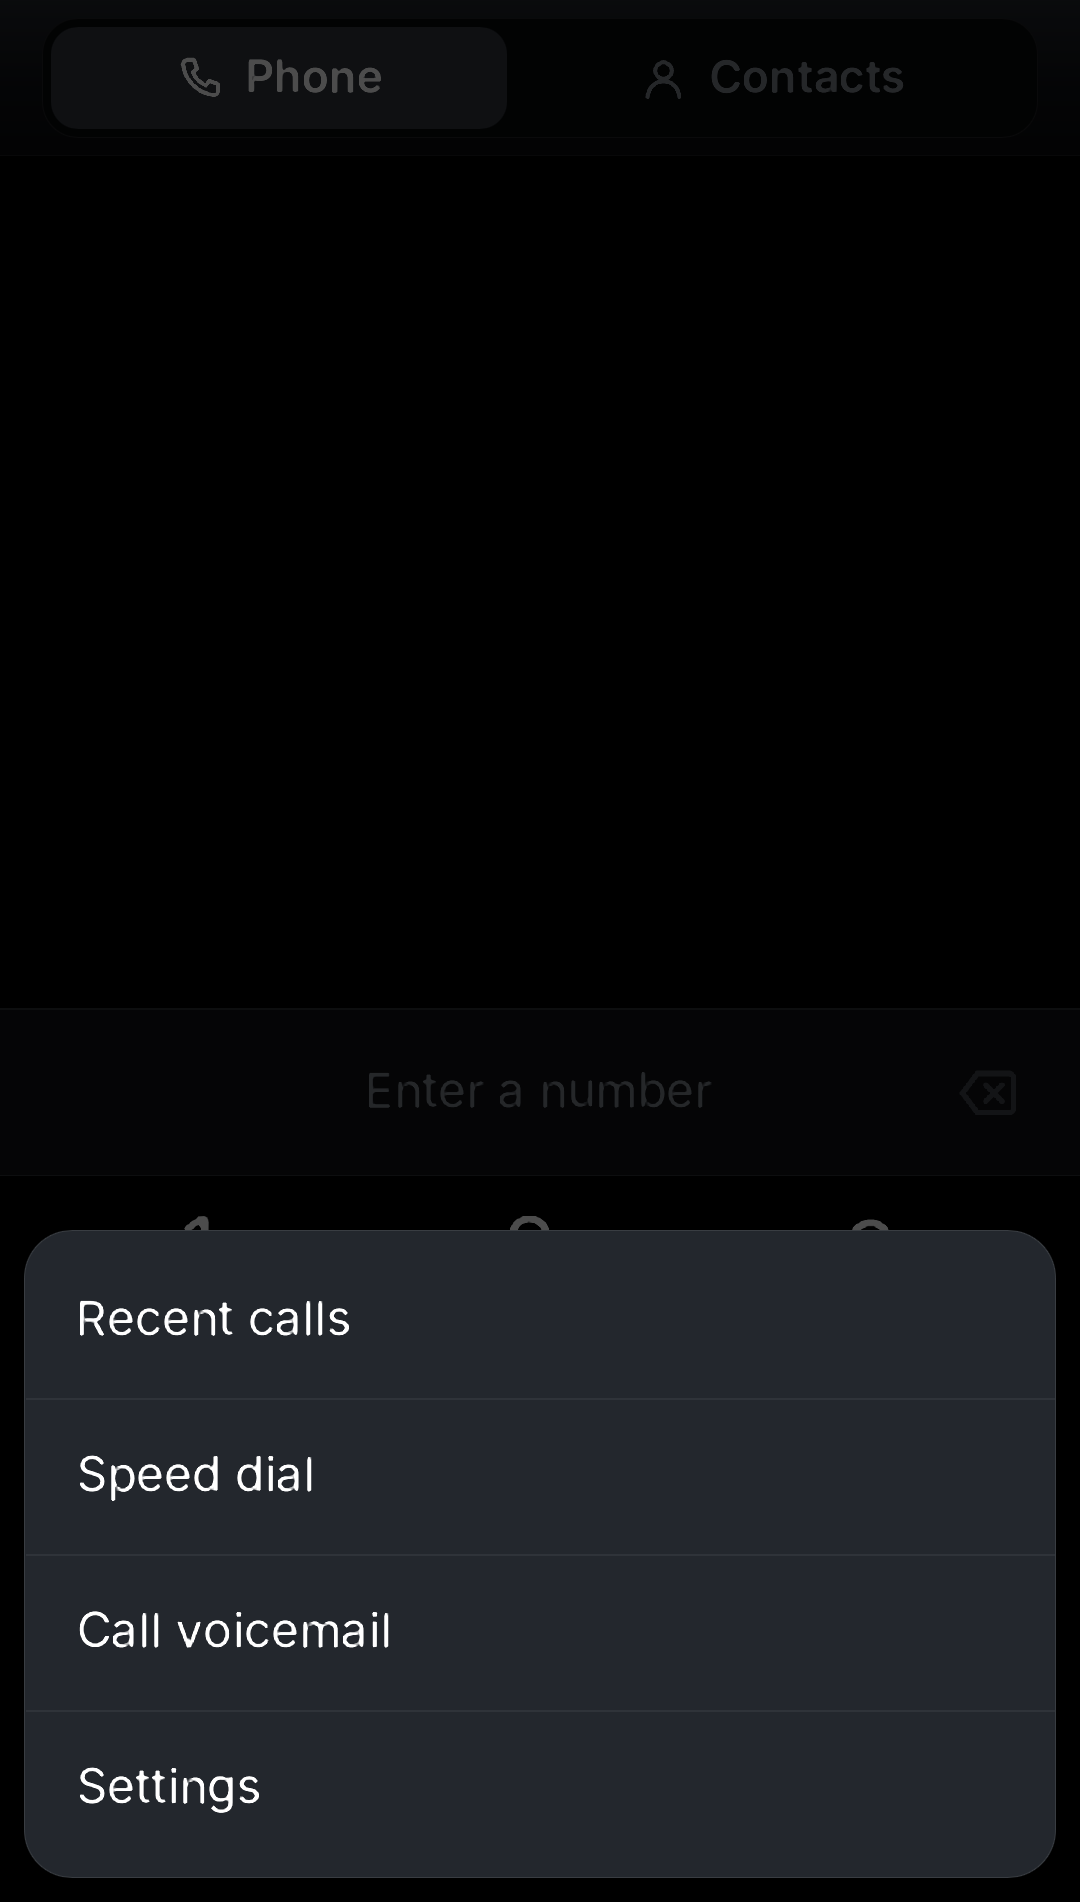 Phone
Contacts
Enter a number
Recent calls
Speed dial
Call voicemail
Settings